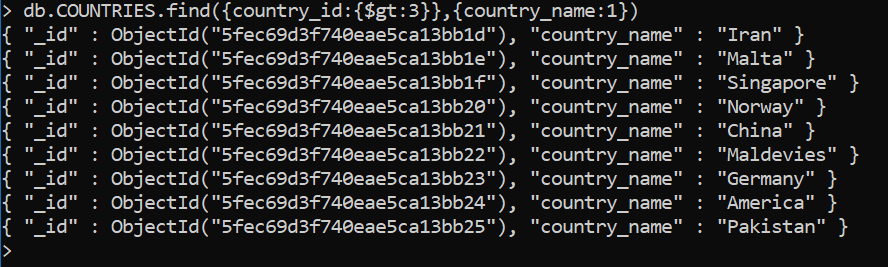 > db.COUNTRIES.find({country_id:{$gt:3}},{country_name:1})
{ "_id" : ObjectId("5fec69d3f740eae5ca13bb1d"), "country_name" : "Iran" }
{ "_id" : ObjectId("5fec69d3f740eae5ca13bb1e"), "country_name" : "Malta" }
{ "_id" : ObjectId("5fec69d3f740eae5ca13bb1f"), "country_name" : "Singapore" }
{ "_id" : ObjectId("5fec69d3f740eae5ca13bb20"), "country_name" : "Norway" }
{ "_id" : ObjectId("5fec69d3f740eae5ca13bb21"), "country_name" : "China" }
{ "_id" : ObjectId("5fec69d3f740eae5ca13bb22"), "country_name" : "Maldevies" }
{ "_id" : ObjectId("5fec69d3f740eae5ca13bb23"), "country_name" : "Germany" }
{ "_id" : ObjectId("5fec69d3f740eae5ca13bb24"), "country_name" : "America" }
{ "_id" : ObjectId("5fec69d3f740eae5ca13bb25"), "country_name" : "Pakistan" }
>